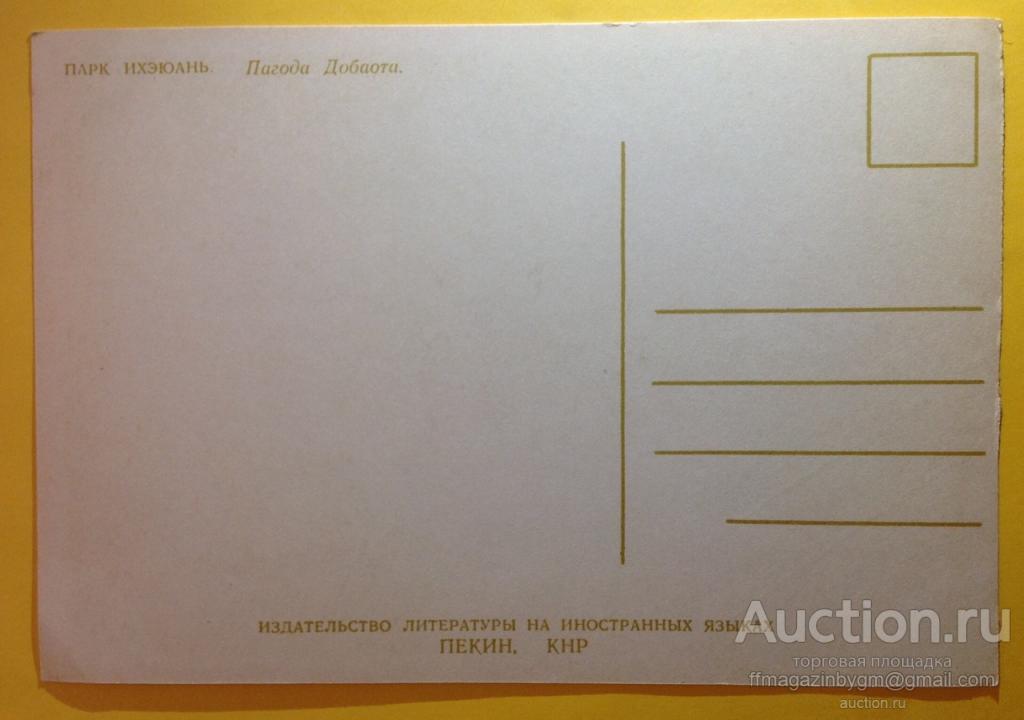 ПАРК ИХЭЮАНЬ. Пагода Добаота.
ИЗДАТЕЛЬСТВО ЛИТЕРАТУРЫ НА ИНОСТРАННЫХ ЯЗЫКАХ
ПЕКИН, КНР
Auction.ru
торговая площадка
ffmagazinbygm@gmail.com
auction.ru